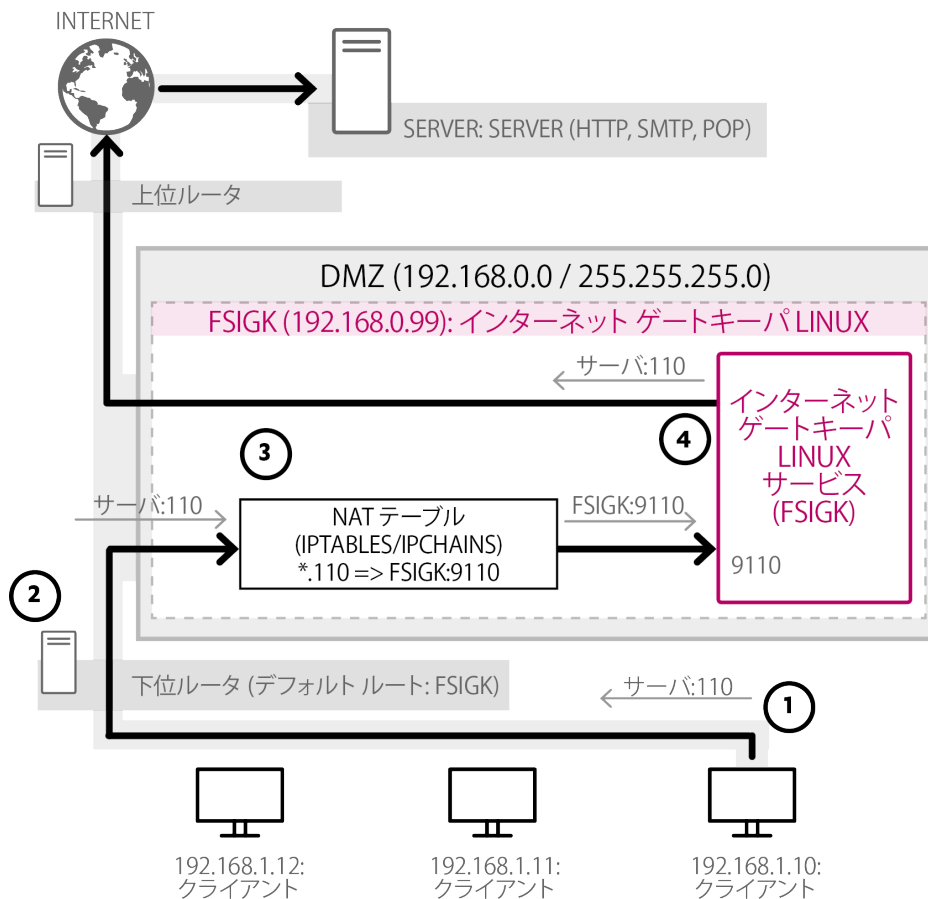 INTERNET
SERVER: SERVER (HTTP, SMTP, POP)
上位ルータ
DMZ (192.168.0.0 / 255.255.255.0)
FSIGK (192.168.0.99): インターネット ゲートキーパ LINUX
サーバ:110
インターネット
ゲートキーパ
LINUX
サービス
(FSIGK)
9110
4
3
サーバ:110
NAT テーブル
(IPTABLES/IPCHAINS)
*.110 => FSIGK:9110
FSIGK:9110
2
下位ルータ (デフォルト ルート: FSIGK)
サーバ:110
1
192.168.1.12:
クライアント
192.168.1.11:
クライアント
192.168.1.10:
クライアント